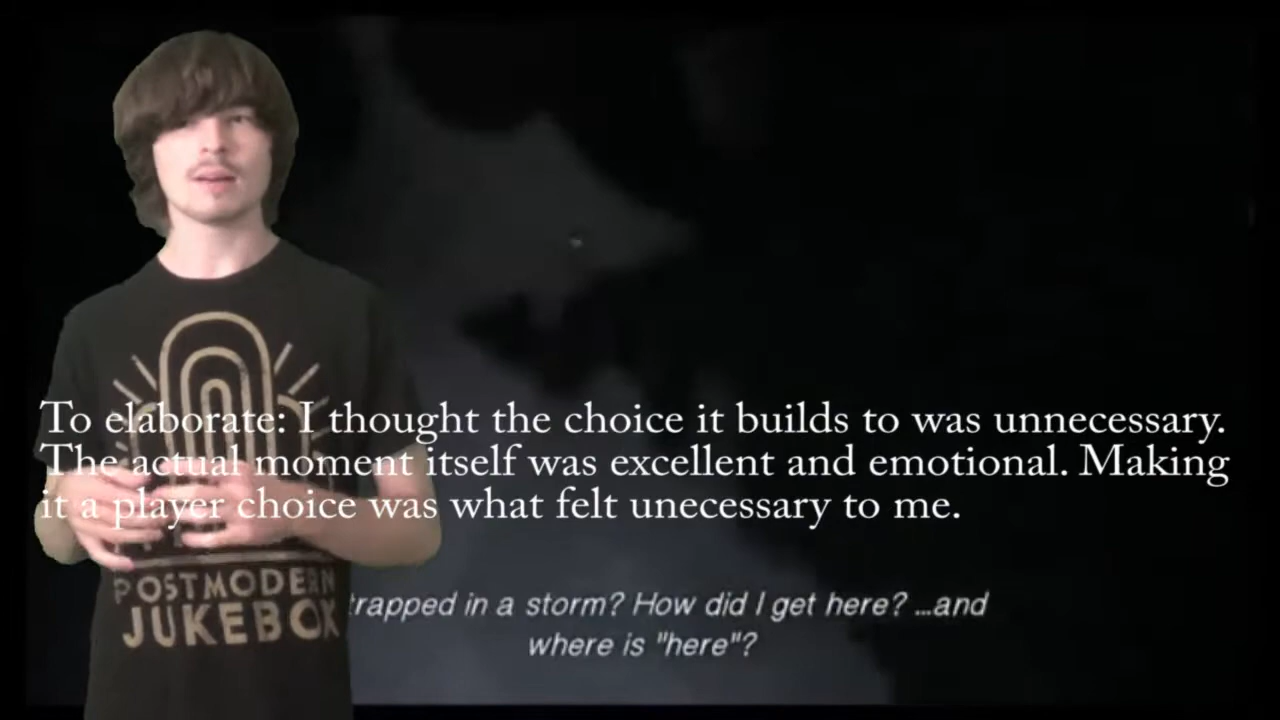 To elaborate: I thought the choice it builds to was unnecessary.
The actual moment itself was excellent and emotional. Making
it a player choice was what felt unecessary to me.
POSTMODERN
JUKEBOX
trapped in a storm? How did I get here? ...and
where is "here"?